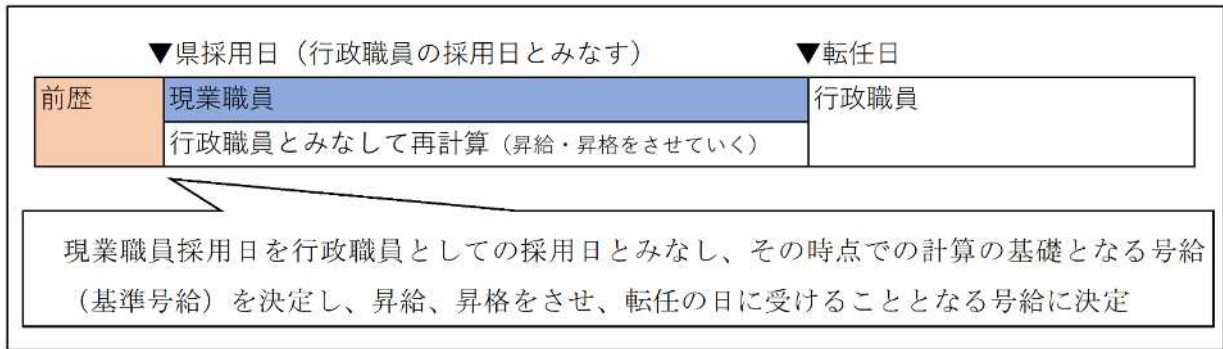 ▼県採用日（行政職員の採用日とみなす） ▼転任日
前歴 現業職員 行政職員
行政職員とみなして再計算（昇給・昇格をさせていく）
現業職員採用日を行政職員としての採用日とみなし、その時点での計算の基礎となる号給
（基準号給）を決定し、昇給、昇格をさせ、転任の日に受けることとなる号給に決定